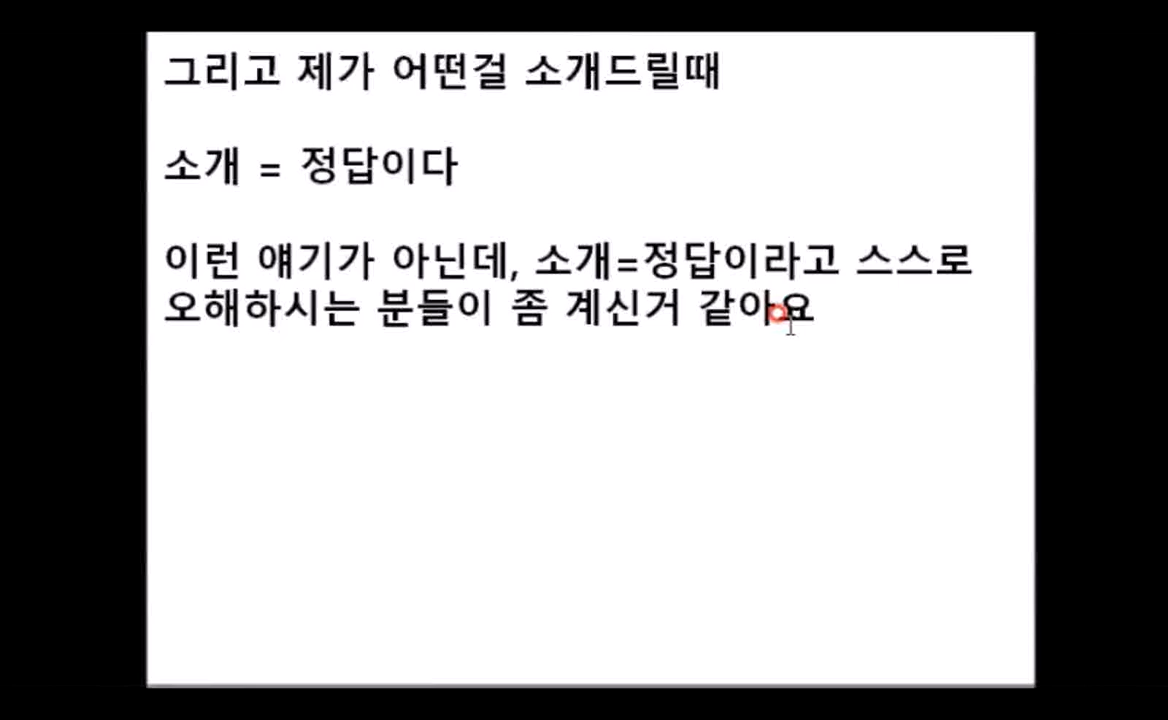 그리고 제가 어떤걸 소개드릴때
소개 = 정답이다
이런 얘기가 아닌데, 소개=정답이라고 스스로
오해하시는 분들이 좀 계신거 같아요